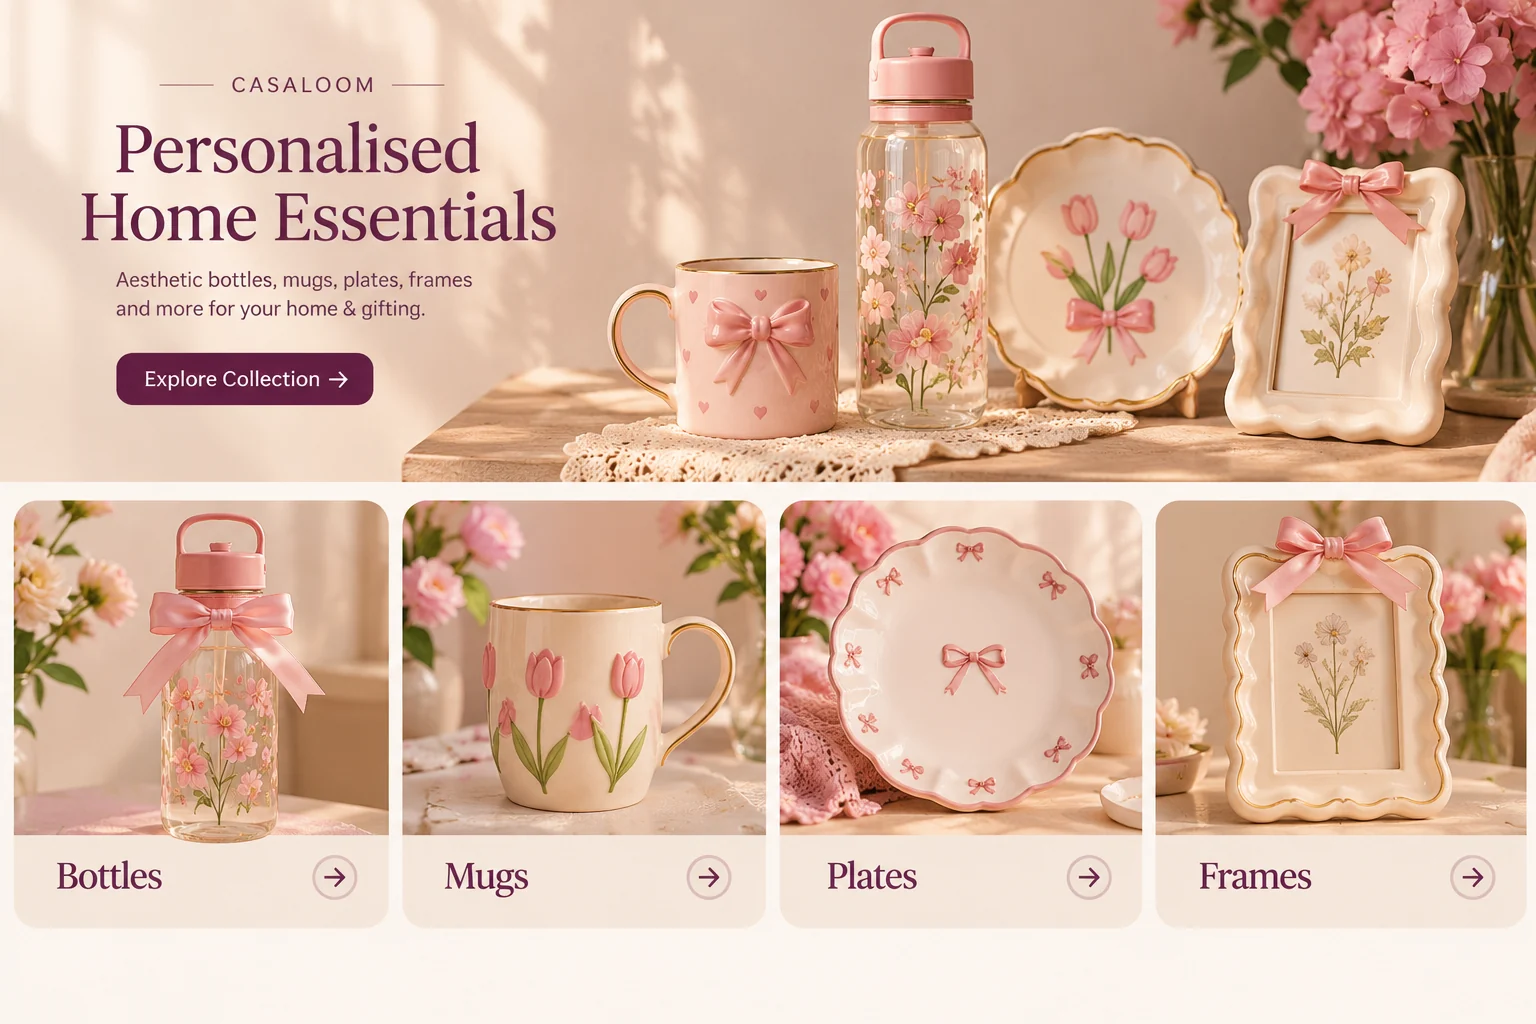 CASALOOM
Personalised
Home Essentials
Aesthetic bottles, mugs, plates, frames
and more for your home & gifting.
Explore Collection →
Bottles →
Mugs →
Plates →
Frames →